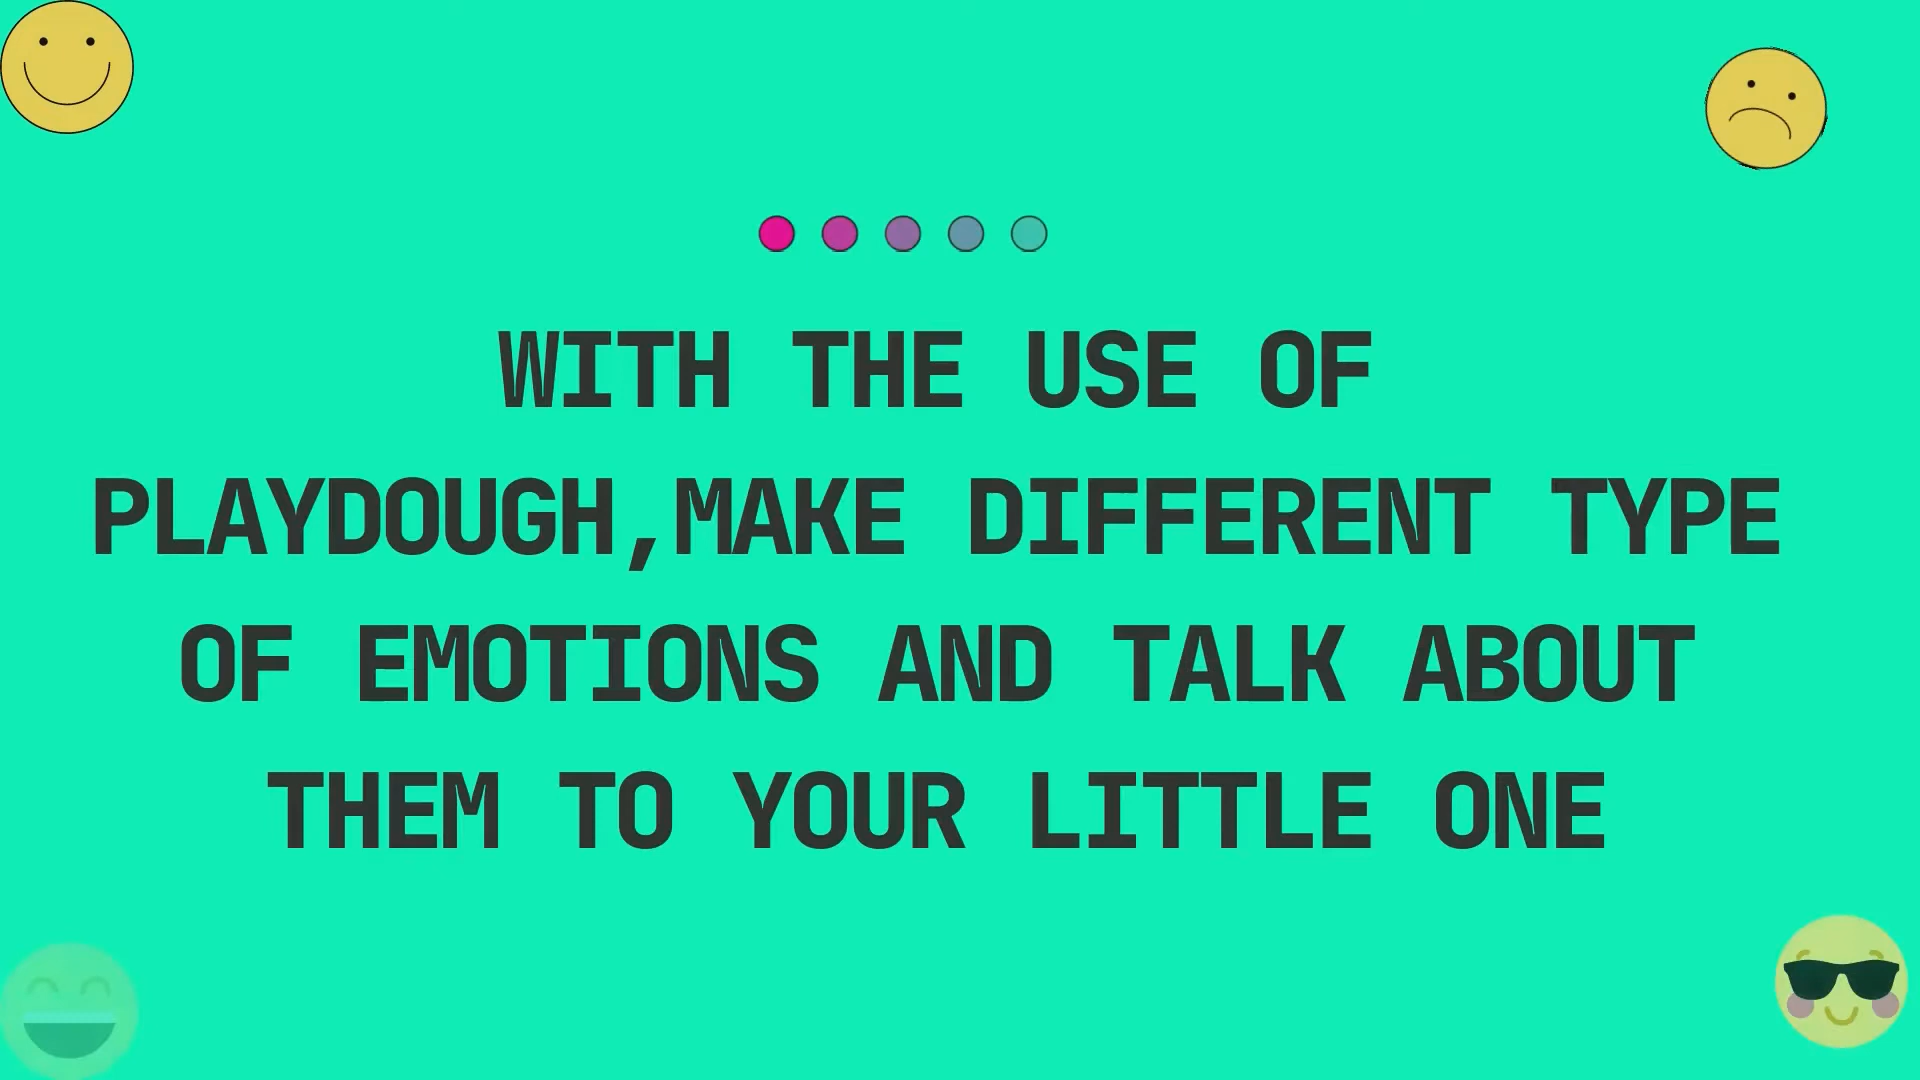 WITH THE USE OF
PLAYDOUGH,MAKE DIFFERENT TYPE
OF EMOTIONS AND TALK ABOUT
THEM TO YOUR LITTLE ONE